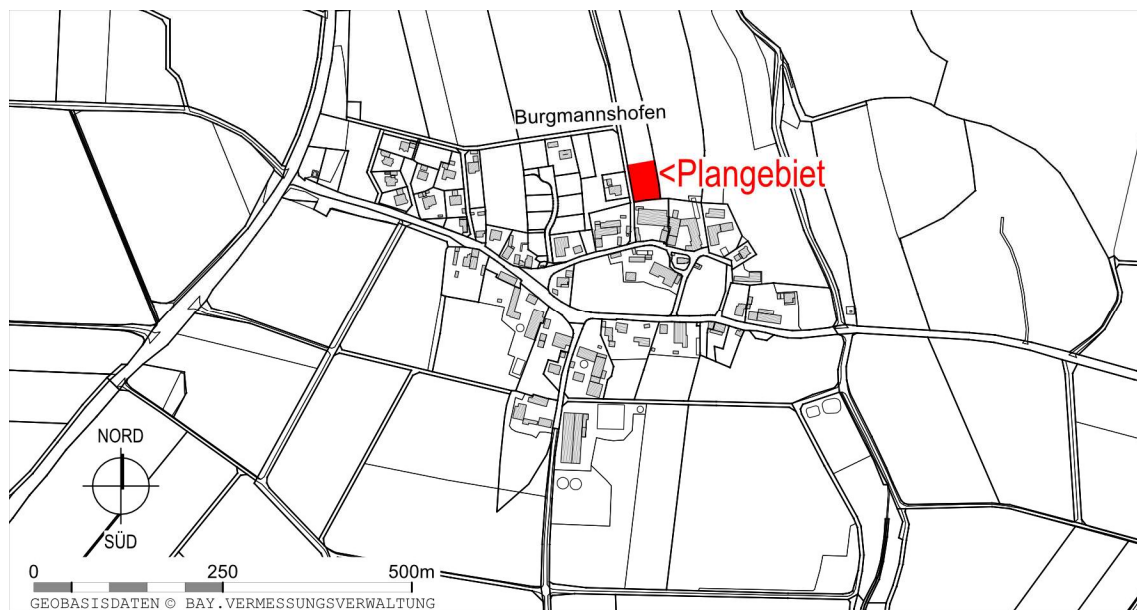 Burgmannshofen
<Plangebiet
NORD
SÜD
0 250 500m
GEOBASISDATEN © BAY.VERMESSUNGSVERWALTUNG